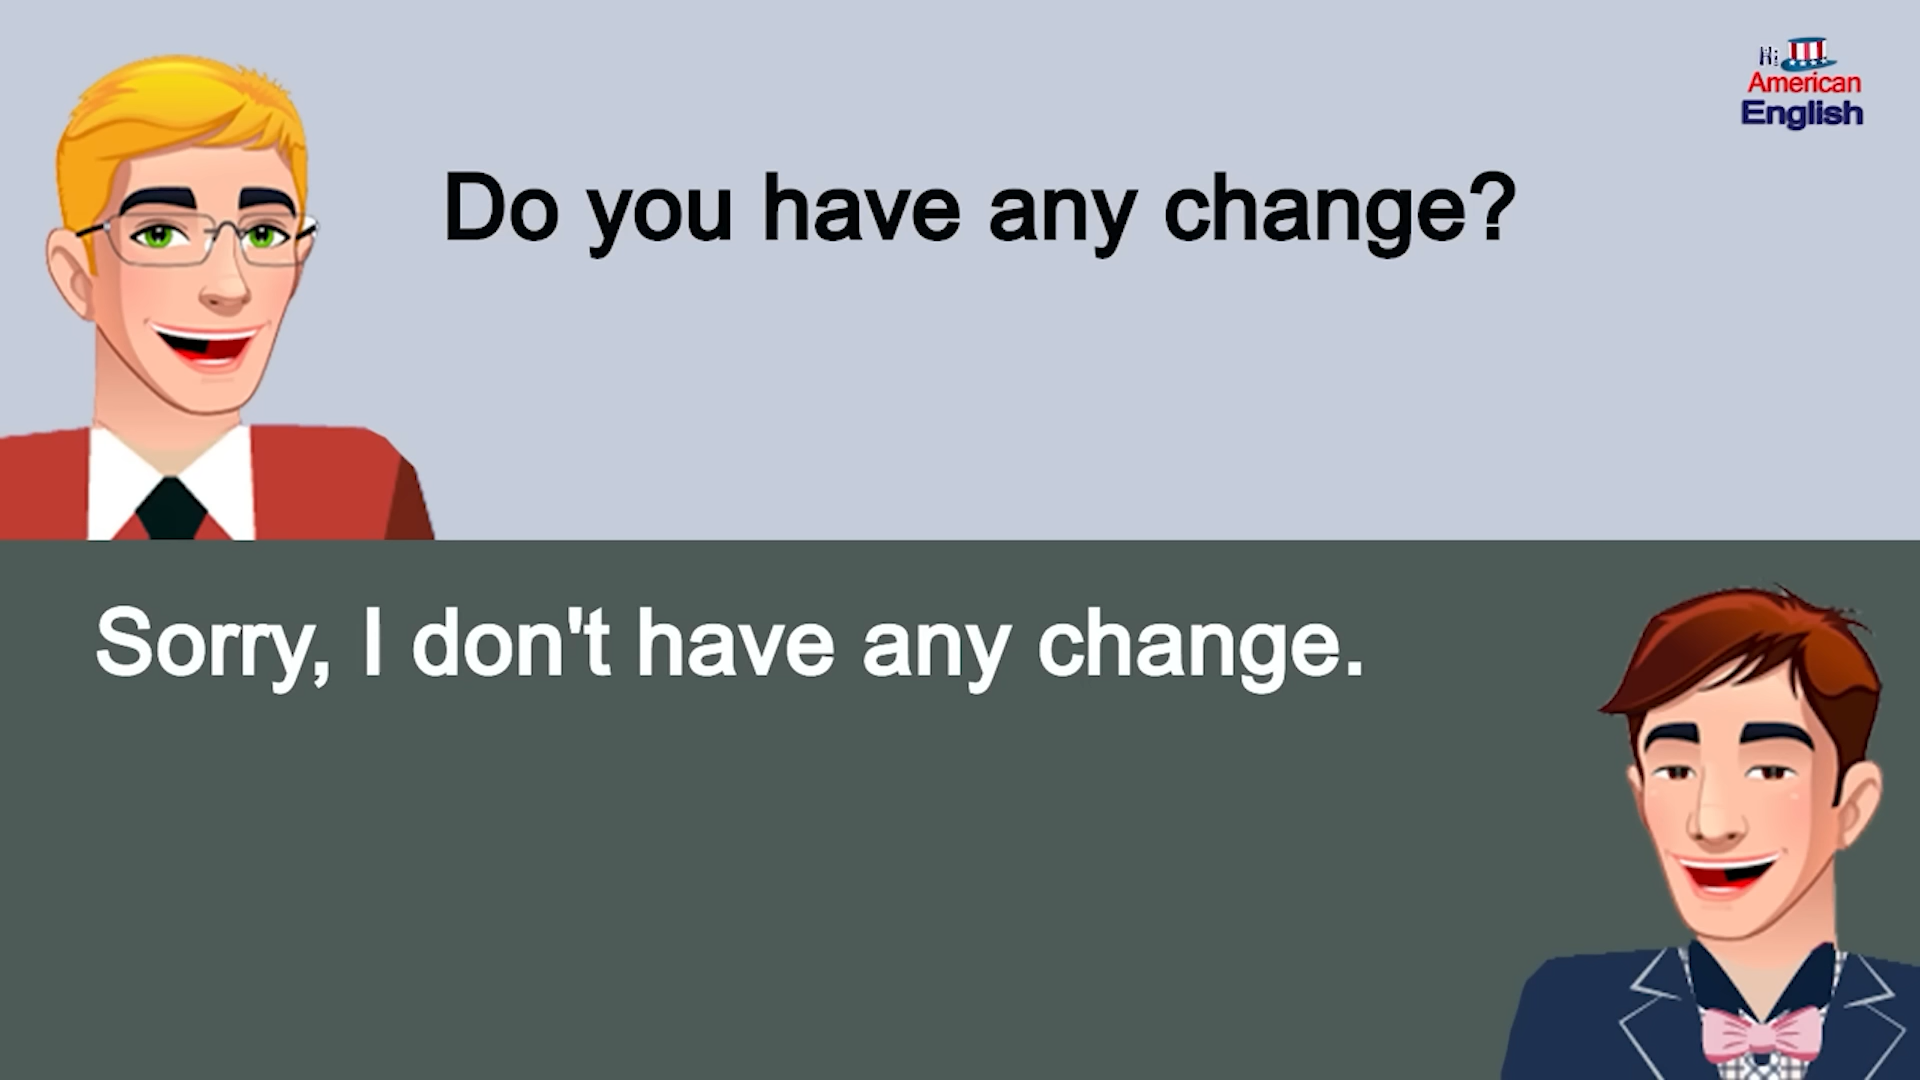 Hi
American
English
Do you have any change?
Sorry, I don't have any change.